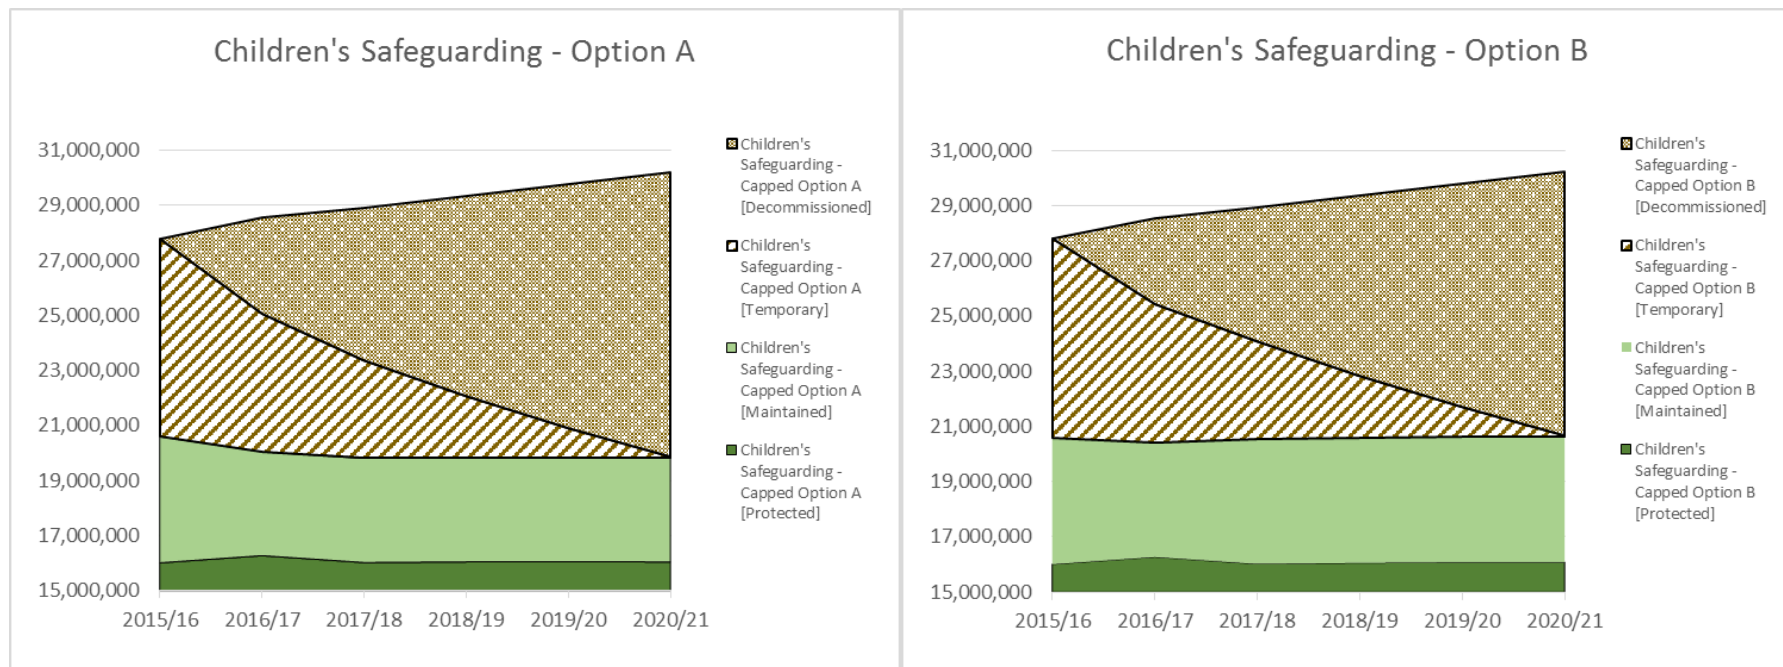 Children's Safeguarding - Option A
31,000,000
29,000,000
27,000,000
25,000,000
23,000,000
21,000,000
19,000,000
17,000,000
15,000,000
2015/16 2016/17 2017/18 2018/19 2019/20 2020/21
Children's
Safeguarding -
Capped Option A
[Decommissioned]
Children's
Safeguarding -
Capped Option A
[Temporary]
Children's
Safeguarding -
Capped Option A
[Maintained]
Children's
Safeguarding -
Capped Option A
[Protected]
Children's Safeguarding - Option B
31,000,000
29,000,000
27,000,000
25,000,000
23,000,000
21,000,000
19,000,000
17,000,000
15,000,000
2015/16 2016/17 2017/18 2018/19 2019/20 2020/21
Children's
Safeguarding -
Capped Option B
[Decommissioned]
Children's
Safeguarding -
Capped Option B
[Temporary]
Children's
Safeguarding -
Capped Option B
[Maintained]
Children's
Safeguarding -
Capped Option B
[Protected]